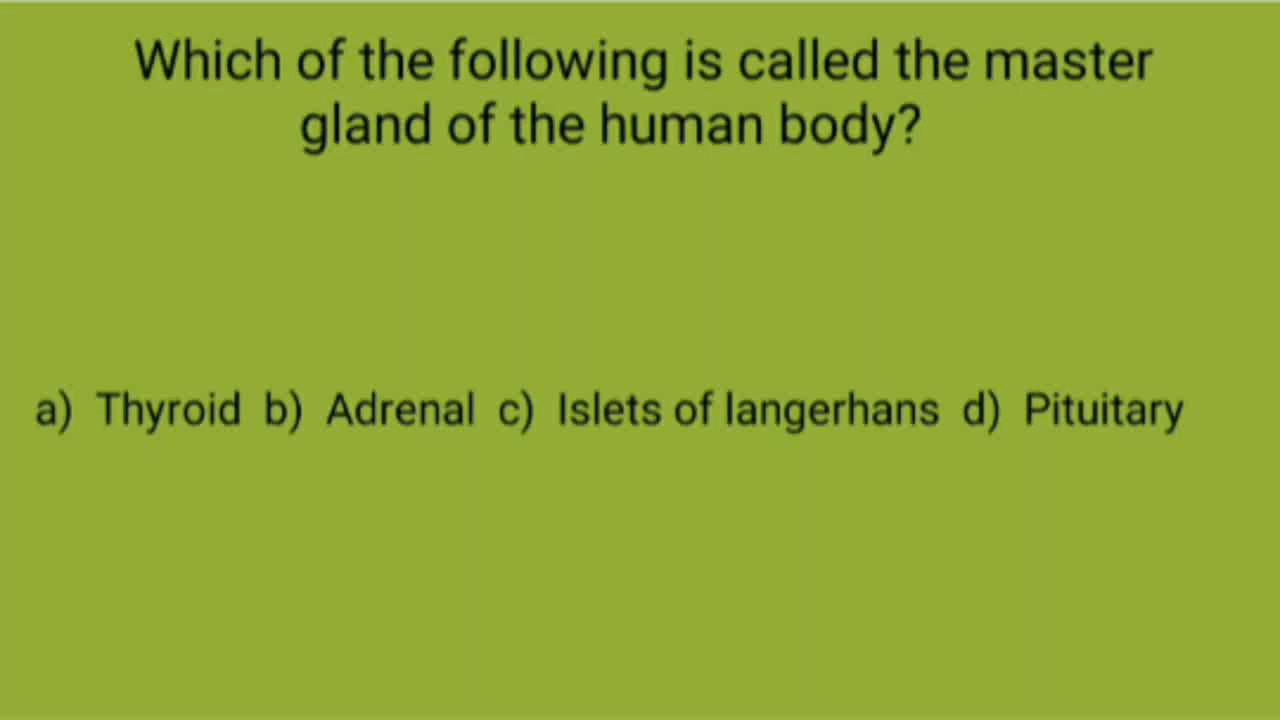 Which of the following is called the master
gland of the human body?
a) Thyroid b) Adrenal c) Islets of langerhans d) Pituitary